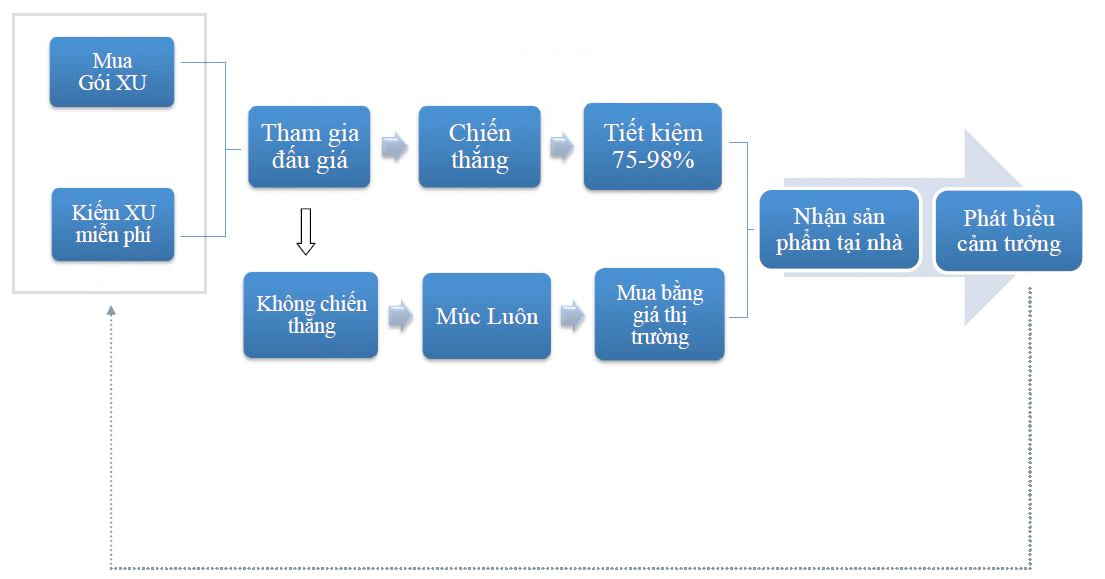 Mua
Gói XU
Kiếm XU
miễn phí
Tham gia
đấu giá
Chiến
thắng
Tiết kiệm
75-98%
Không chiến
thắng
Múc Luôn
Mua bằng
giá thị
trường
Nhận sản
phẩm tại nhà
Phát biểu
cảm tưởng